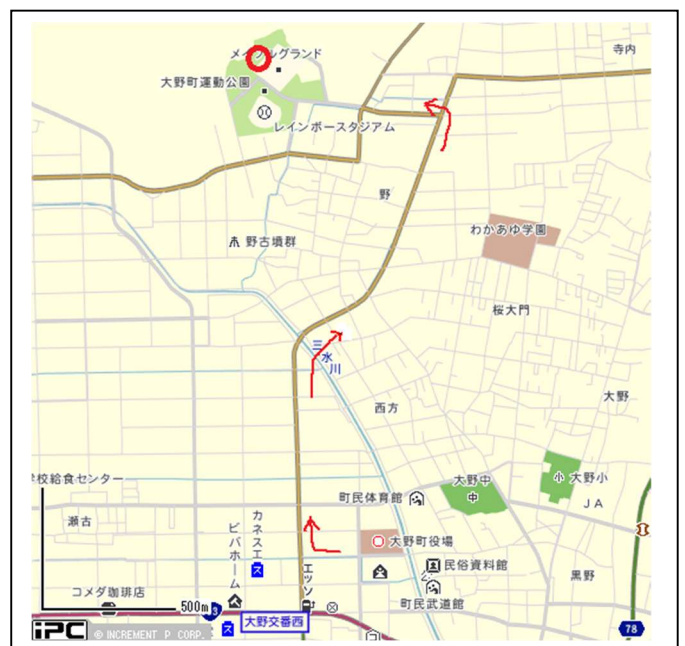 メイプルグランド
寺内
大野町運動公園
レインボースタジアム
野
わかあゆ学園
野古墳群
桜大門
三水川
大野
西方
学校給食センター
大野中
中
小
大野小
町民体育館
JA
瀬古
カネスエ
ビバホーム
大野町役場
エッソ
民俗資料館
黒野
コメダ珈琲店
500m
町民武道館
大野交番西
78
iPC
© INCREMENT P CORP.